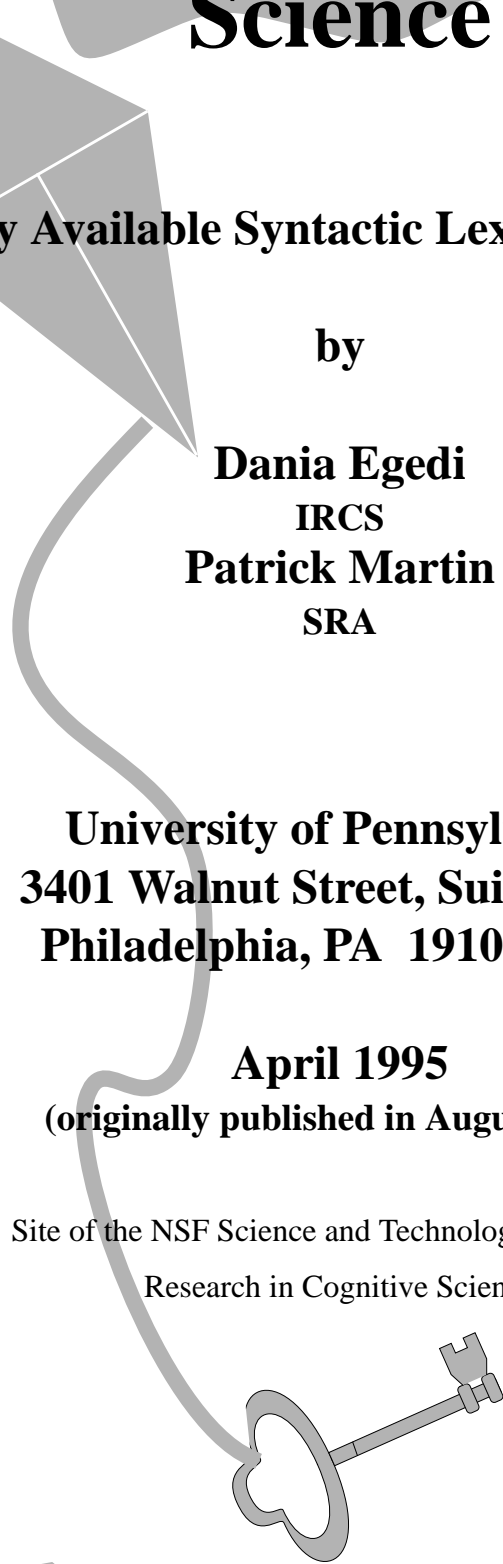 Science
y Available Syntactic Lex
by
Dania Egedi
IRCS
Patrick Martin
SRA
University of Pennsyl
3401 Walnut Street, Sui
Philadelphia, PA 1910
April 1995
(originally published in Augu
Site of the NSF Science and Technolog
Research in Cognitive Scien